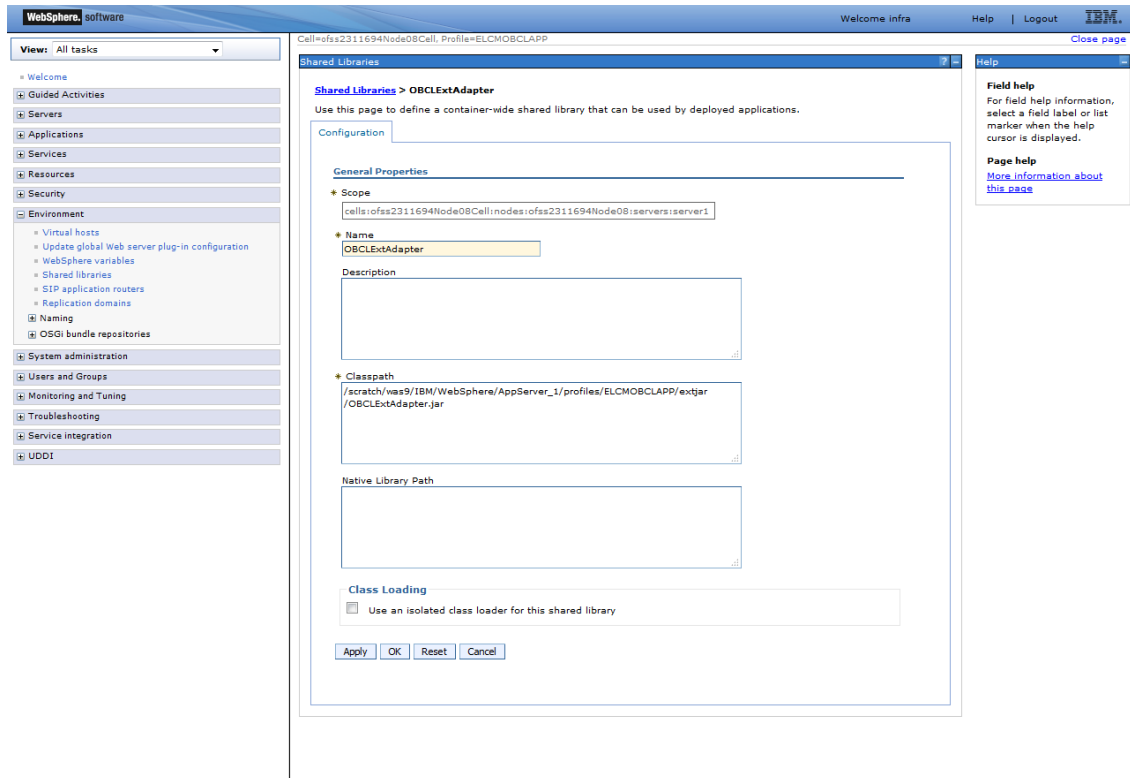 WebSphere. software
Welcome infra
Help | Logout
IBM.
View: All tasks
Cell=ofss2311694Node08Cell, Profile=ELCMOBCLAPP
Close page
Welcome
Guided Activities
Servers
Applications
Services
Resources
Security
Environment
Virtual hosts
Update global Web server plug-in configuration
WebSphere variables
Shared libraries
SIP application routers
Replication domains
Naming
OSGi bundle repositories
System administration
Users and Groups
Monitoring and Tuning
Troubleshooting
Service integration
UDDI
Shared Libraries
? -
Shared Libraries > OBCLExtAdapter
Use this page to define a container-wide shared library that can be used by deployed applications.
Configuration
General Properties
* Scope
cells:ofss2311694Node08Cell:nodes:ofss2311694Node08:servers:server1
* Name
OBCLExtAdapter
Description
* Classpath
/scratch/was9/IBM/WebSphere/AppServer_1/profiles/ELCMOBCLAPP/extjar
/OBCLExtAdapter.jar
Native Library Path
Class Loading
Use an isolated class loader for this shared library
Apply OK Reset Cancel
Help
Field help
For field help information,
select a field label or list
marker when the help
cursor is displayed.
Page help
More information about
this page